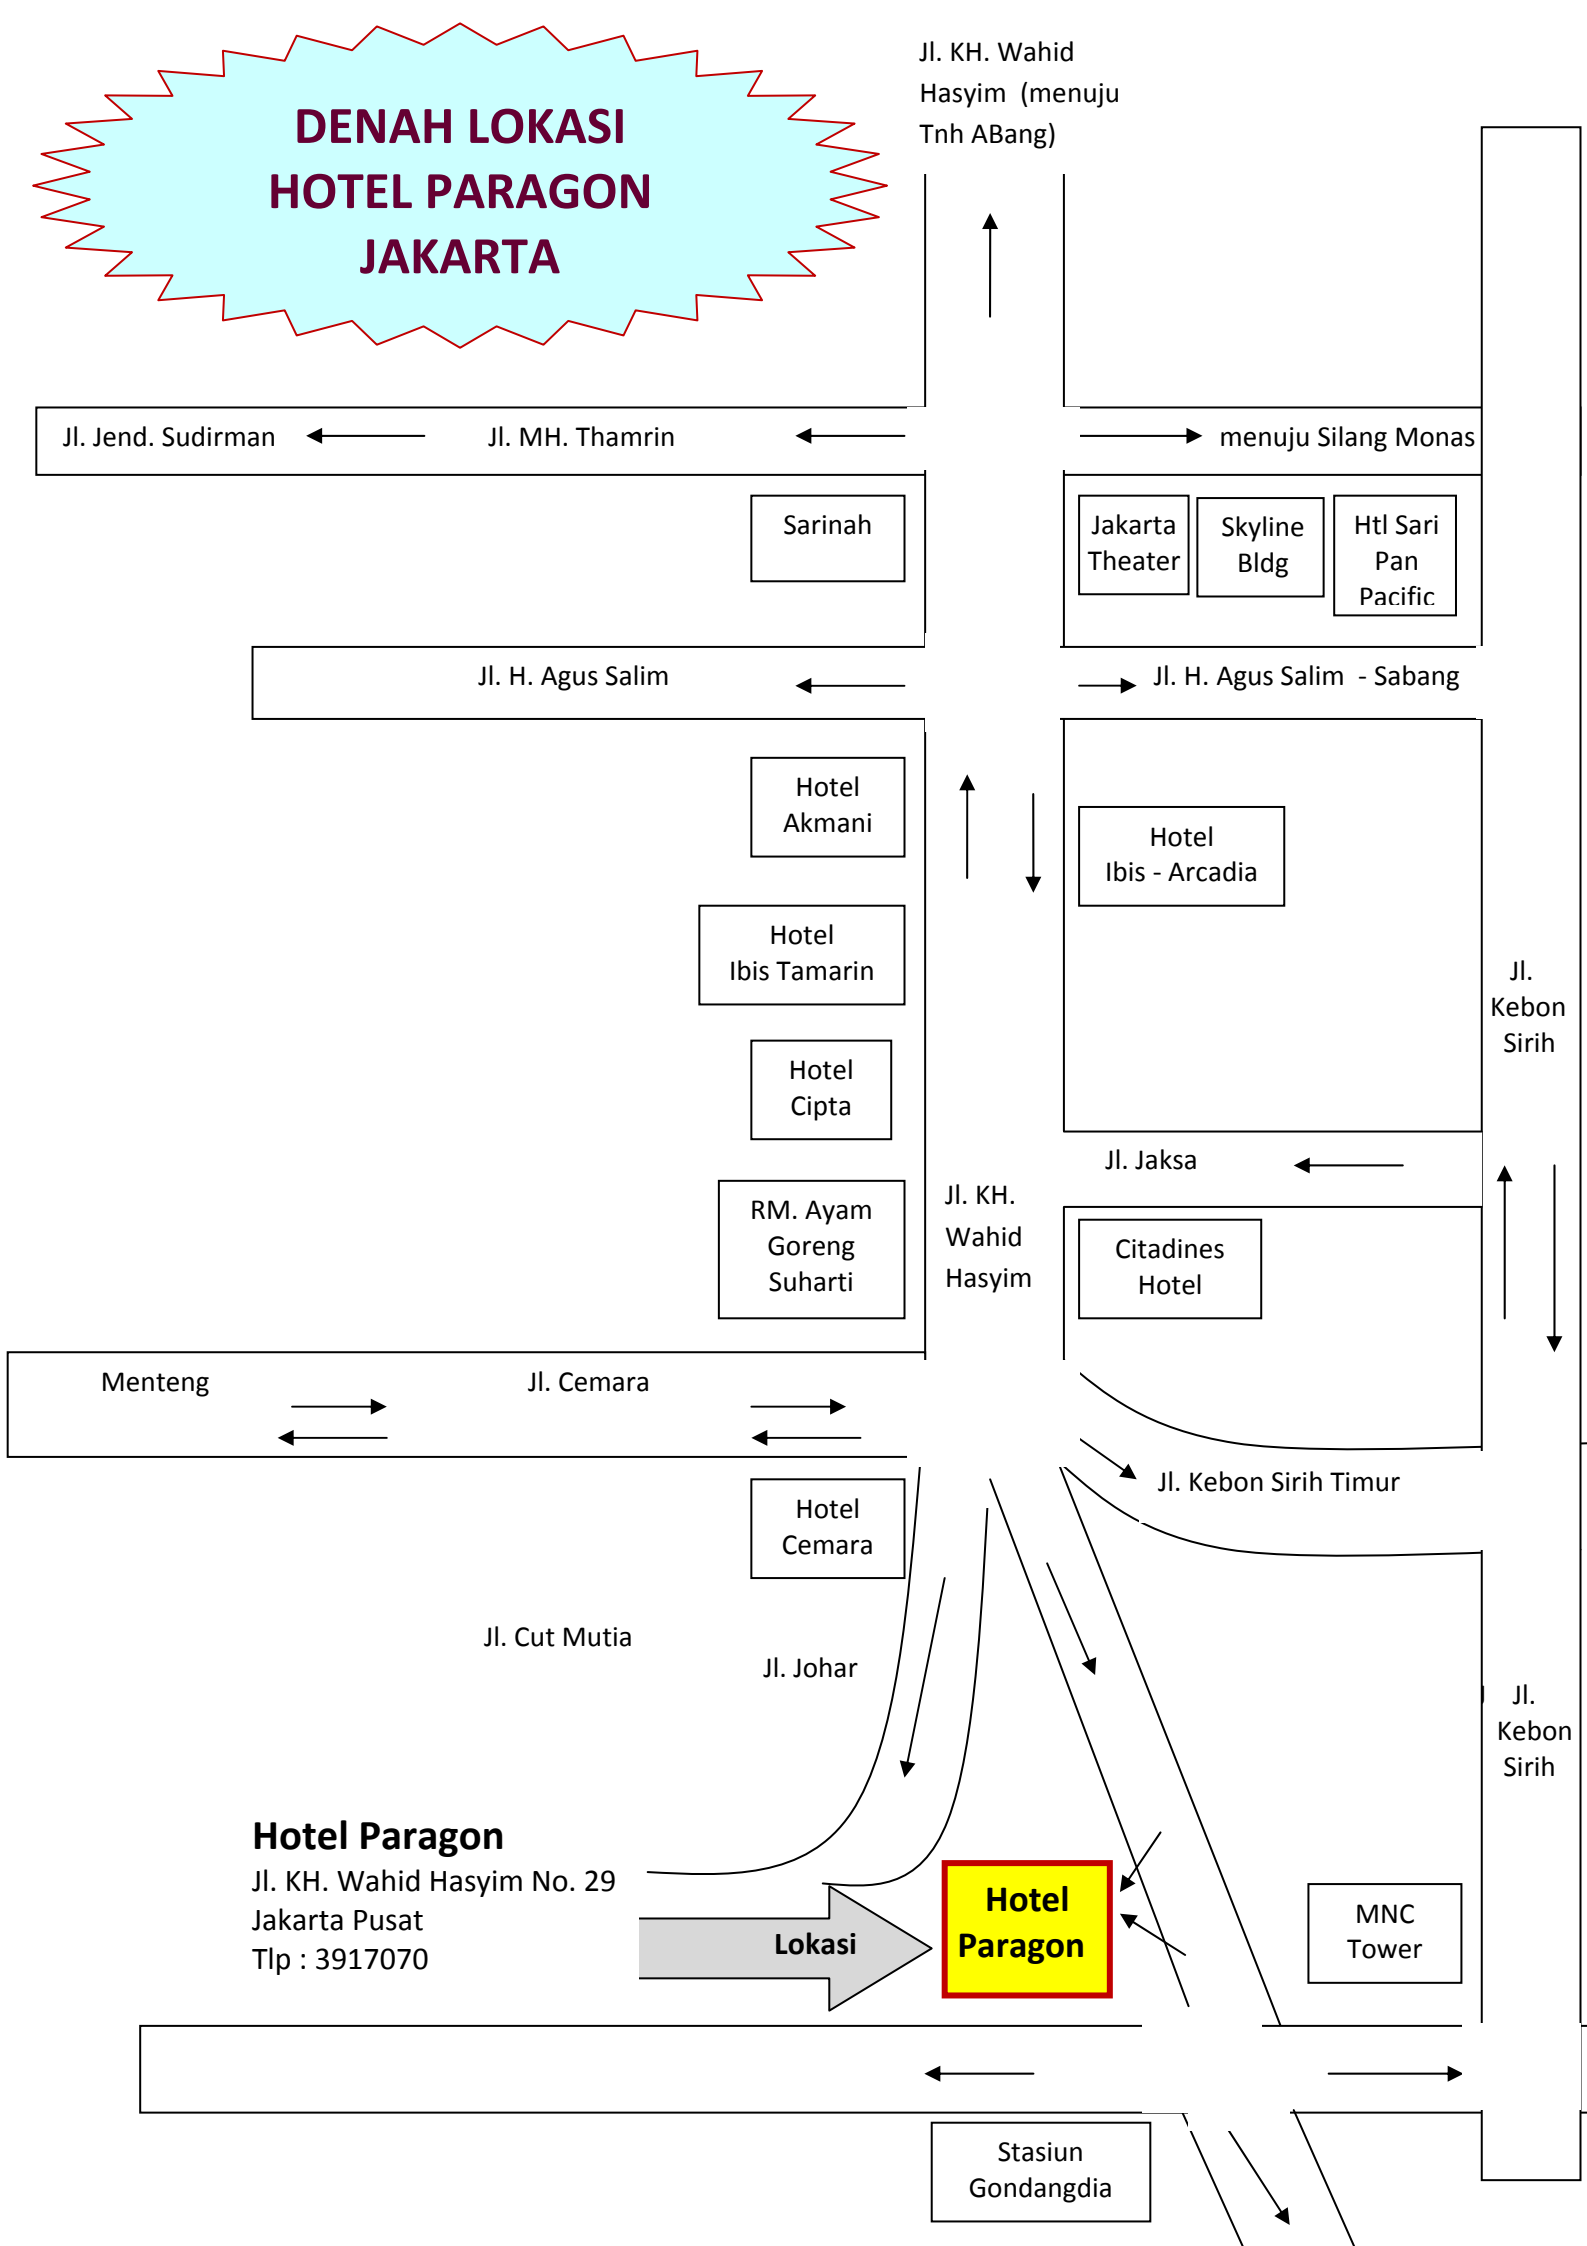 DENAH LOKASI
HOTEL PARAGON
JAKARTA
Jl. KH. Wahid
Hasyim  (menuju
Tnh ABang)
Jl. Jend. Sudirman
Jl. MH. Thamrin
menuju Silang Monas
Sarinah
Jakarta
Theater
Skyline
Bldg
Htl Sari
Pan
Pacific
Jl. H. Agus Salim
Jl. H. Agus Salim  - Sabang
Hotel
Akmani
Hotel
Ibis - Arcadia
Hotel
Ibis Tamarin
Jl.
Kebon
Sirih
Hotel
Cipta
Jl. Jaksa
RM. Ayam
Goreng
Suharti
Jl. KH.
Wahid
Hasyim
Citadines
Hotel
Menteng
Jl. Cemara
Jl. Kebon Sirih Timur
Hotel
Cemara
Jl. Cut Mutia
Jl. Johar
Jl.
Kebon
Sirih
Hotel Paragon
Jl. KH. Wahid Hasyim No. 29
Jakarta Pusat
Tlp : 3917070
Lokasi
Hotel
Paragon
MNC
Tower
Stasiun
Gondangdia